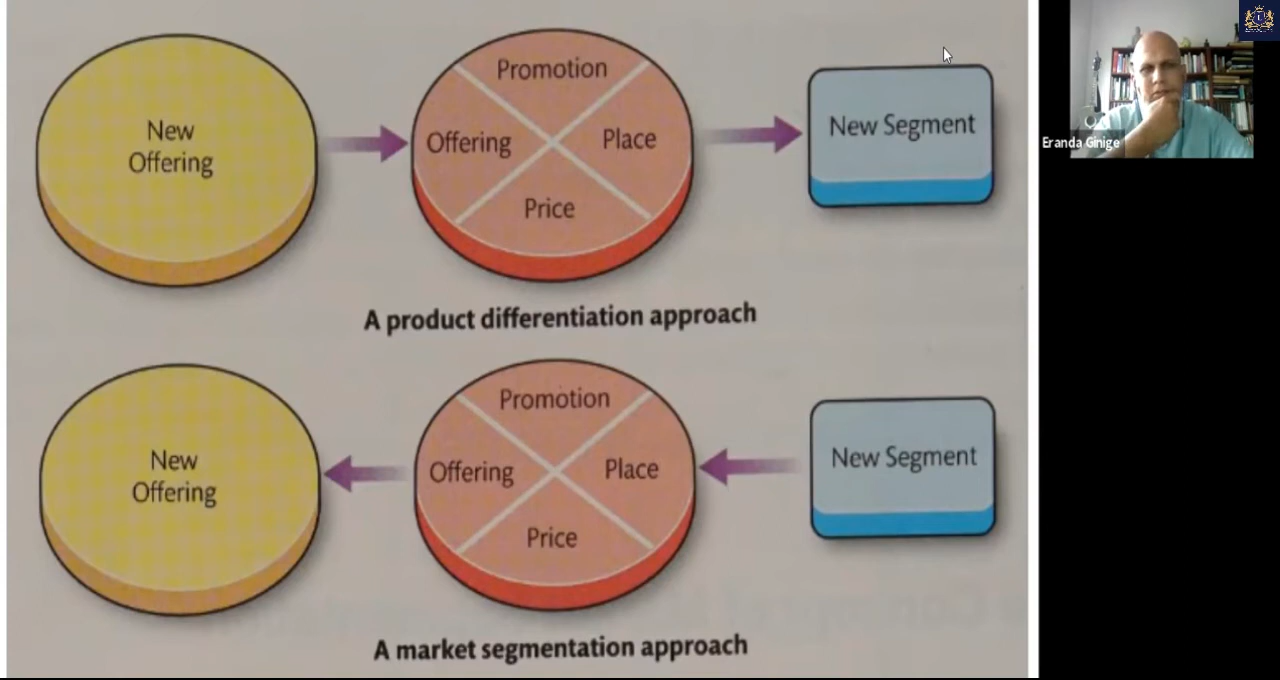 New
Offering
Promotion
Offering
Place
Price
New Segment
A product differentiation approach
New
Offering
Promotion
Offering
Place
Price
New Segment
A market segmentation approach
Eranda Ginige